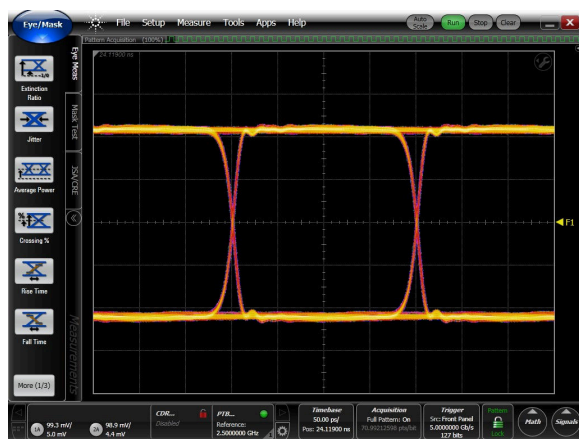 Eye/Mask
File Setup Measure Tools Apps Help
Auto Scale
Run
Stop
Clear
Pattern Acquisition (100%)
24.11900 ns
Eye Meas
Mask Test
JSA/CRE
Extinction
Ratio
Jitter
Average Power
Crossing %
Rise Time
Fall Time
More (1/3)
Measurements
F1
1A
99.3 mV/
5.0 mV
2A
98.9 mV/
4.4 mV
CDR...
Disabled
PTB...
Reference:
2.5000000 GHz
Timebase
50.00 ps/
Pos: 24.11900 ns
Acquisition
Full Pattern: On
70.99212598 pts/bit
Trigger
Src: Front Panel
5.0000000 Gb/s
127 bits
Pattern
Lock
Math
Signals